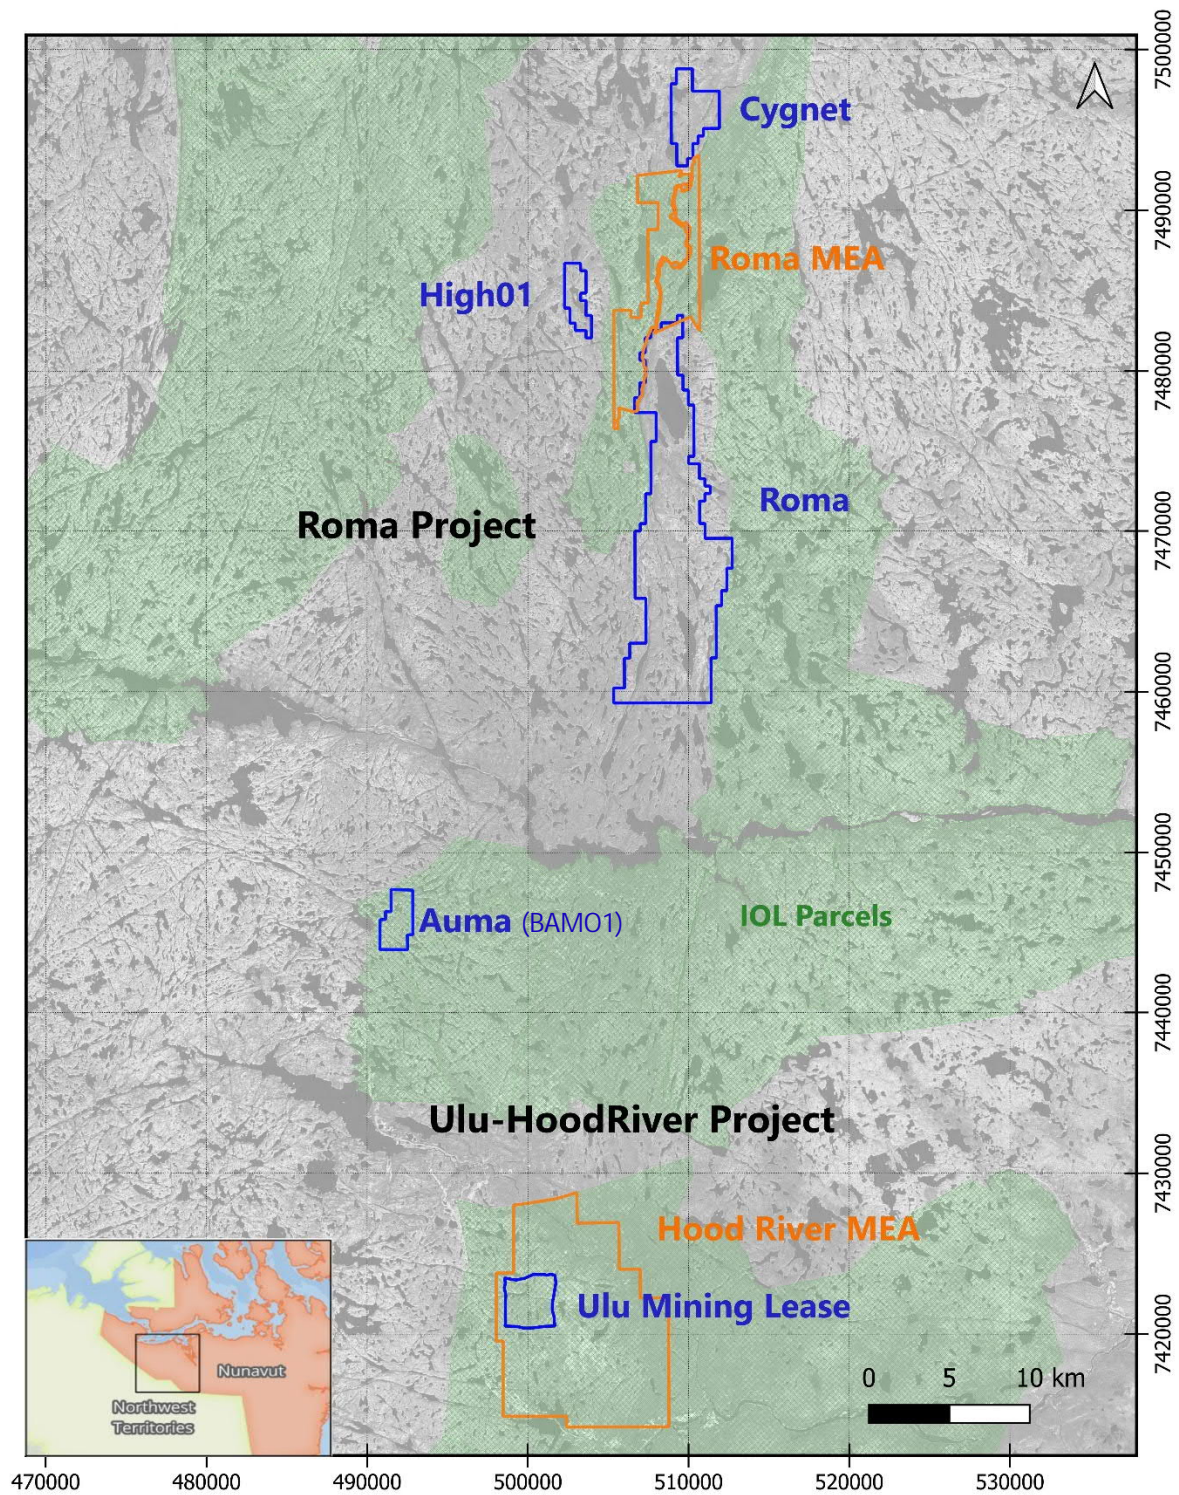 7500000
Cygnet
7490000
Roma MEA
High01
7480000
Roma
Roma Project
7470000
7460000
7450000
Auma (BAM01)
IOL Parcels
7440000
Ulu-HoodRiver Project
7430000
Hood River MEA
Ulu Mining Lease
7420000
Nunavut
Northwest
Territories
0 5 10 km
470000 480000 490000 500000 510000 520000 530000